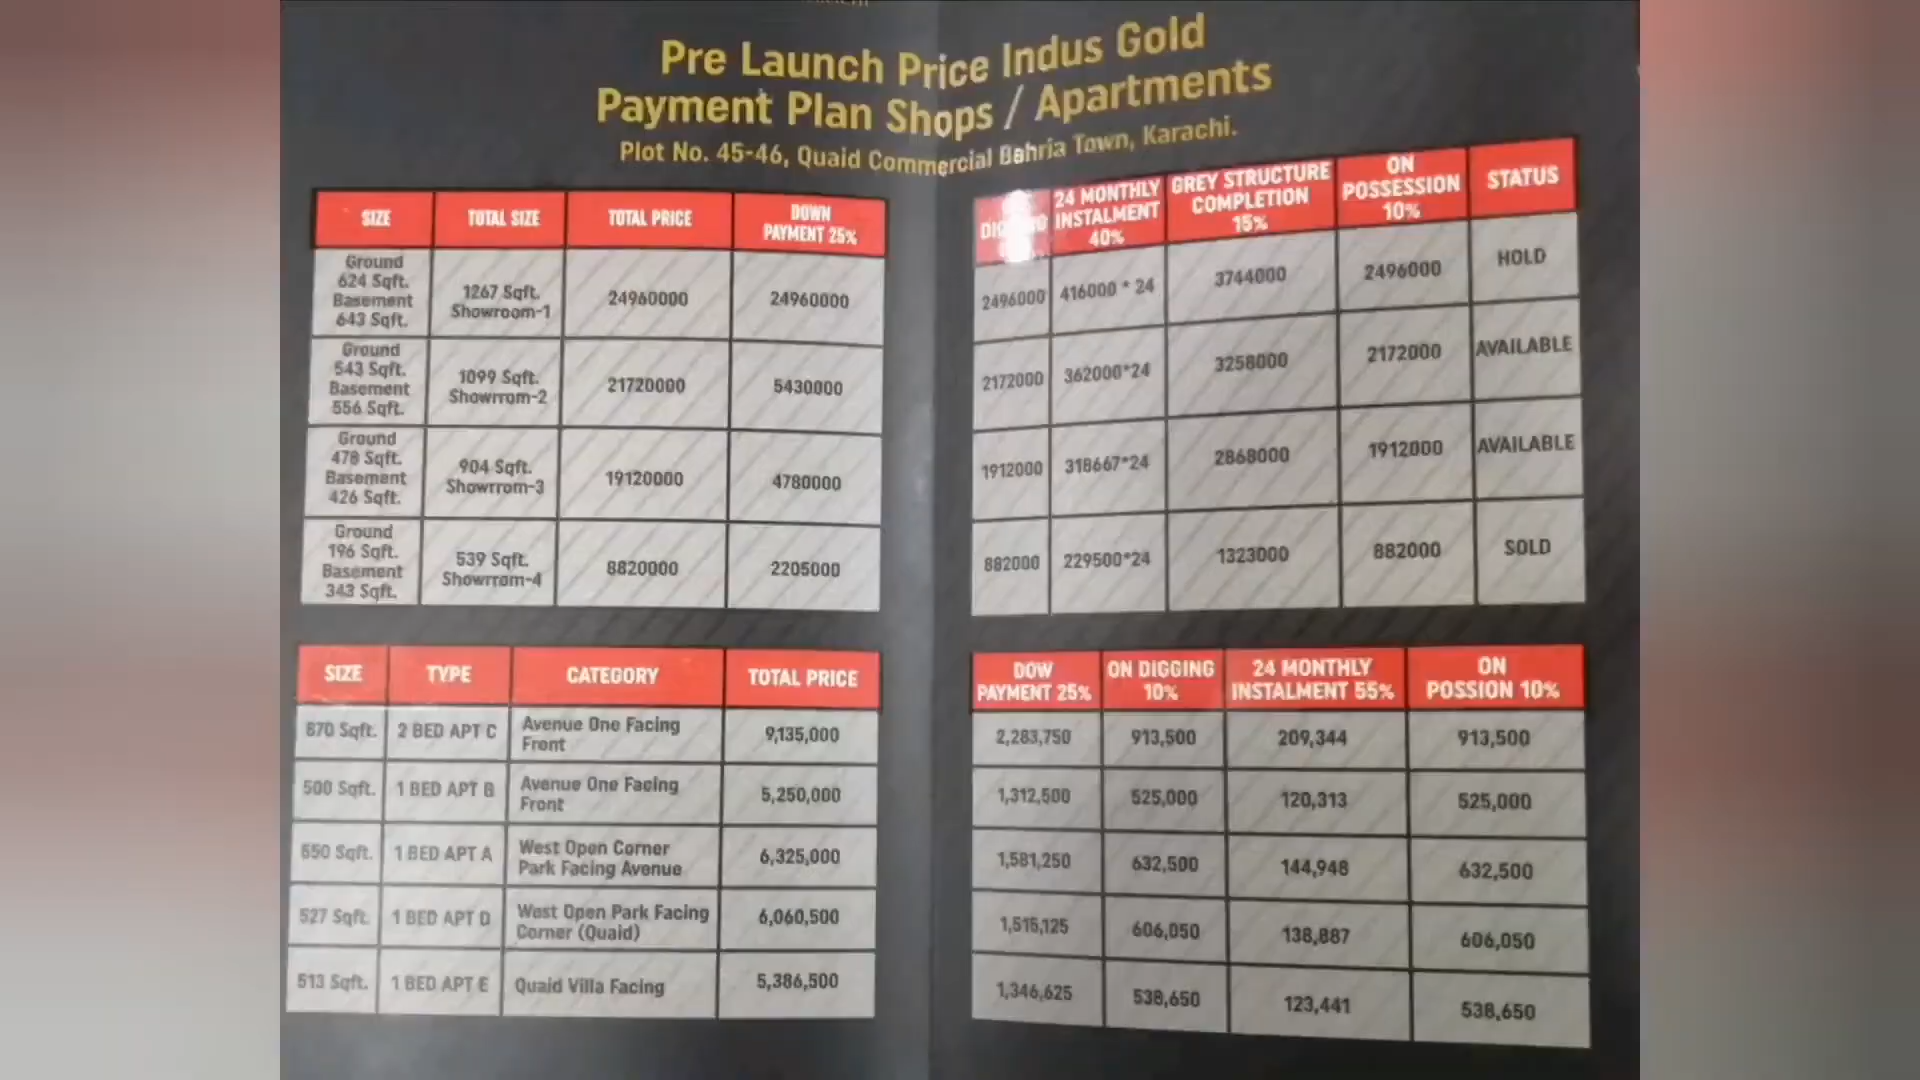 Pre Launch Price Indus Gold
Payment Plan Shops / Apartments
Plot No. 45-46, Quaid Commercial Bahria Town, Karachi.
SIZE TOTAL SIZE TOTAL PRICE DOWN PAYMENT 25% 24 MONTHLY INSTALMENT 40% GREY STRUCTURE COMPLETION 15% ON POSSESSION 10% STATUS
Ground 624 Sqft. Basement 643 Sqft. 1267 Sqft. Showroom-1 24960000 24960000 2496000 416000 * 24 3744000 2496000 HOLD
Ground 543 Sqft. Basement 556 Sqft. 1099 Sqft. Showrrom-2 21720000 5430000 2172000 362000*24 3258000 2172000 AVAILABLE
Ground 478 Sqft. Basement 426 Sqft. 904 Sqft. Showrrom-3 19120000 4780000 1912000 318667*24 2868000 1912000 AVAILABLE
Ground 196 Sqft. Basement 343 Sqft. 539 Sqft. Showrrom-4 8820000 2205000 882000 229500*24 1323000 882000 SOLD
SIZE TYPE CATEGORY TOTAL PRICE DOW PAYMENT 25% ON DIGGING 10% 24 MONTHLY INSTALMENT 55% ON POSSION 10%
870 Sqft. 2 BED APT C Avenue One Facing Front 9,135,000 2,283,750 913,500 209,344 913,500
500 Sqft. 1 BED APT B Avenue One Facing Front 5,250,000 1,312,500 525,000 120,313 525,000
550 Sqft. 1 BED APT A West Open Corner Park Facing Avenue 6,325,000 1,581,250 632,500 144,948 632,500
527 Sqft. 1 BED APT D West Open Park Facing Corner (Quaid) 6,060,500 1,515,125 606,050 138,887 606,050
513 Sqft. 1 BED APT E Quaid Villa Facing 5,386,500 1,346,625 538,650 123,441 538,650